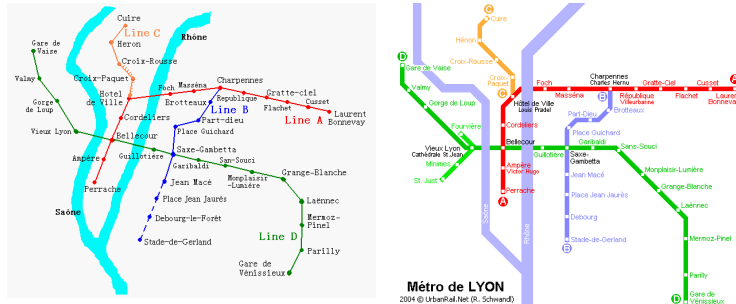 Cuire
Line C
Heron
Rhône
Gare de
Vaise
Croix-Rousse
Valmy
Croix-Paquet
Masséna
Charpennes
Foch
Gratte-ciel
Hotel
de Ville
Line B
Republique
Cusset
Gorge
de Loup
Erotteaux
Flachet
Laurent
Bonnevay
Cordeliers
Part-dieu
Line A
Vieux Lyon
Place Guichard
Bellecour
Saxe-Gambetta
Guillotière
Ampère
San-Souci
Garibaldi
Grange-Blanche
Monplaisir
-Lumière
Perrache
Jean Macé
Place Jean Jaurès
Laënnec
Saône
Debourg-le-Forêt
Mermoz-
Pinel
Stade-de-Gerland
Line D
Parilly
Gare de
Vénissieux
C
Cuire
Hénon
D
Gare de Vaise
Croix-Rousse
Valmy
Croix-
Paquet
C
Foch
Masséna
Charpennes
Charles Hernu
B
Gratte-Ciel
République
Villeurbanne
Flachet
Cusset
A
Laurent
Bonnevay
Gorge de Loup
Hôtel de Ville
Louis Pradel
Part-Dieu
Brotteaux
Fourvière
Cordeliers
Place Guichard
Vieux Lyon
Cathédrale St.Jean
Bellecour
Guillotière
Garibaldi
Saxe-
Gambetta
Sans-Souci
Minimes
Ampère
Victor Hugo
Jean Macé
Monplaisir-Lumière
St. Just
Perrache
Grange-Blanche
A
Place Jean Jaurès
Laënnec
Saône
Rhône
Debourg
Stade-de-Gerland
B
Mermoz-Pinel
Parilly
D
Gare de
Vénissieux
Métro de LYON
2004 © UrbanRail.Net (R. Schwandl)